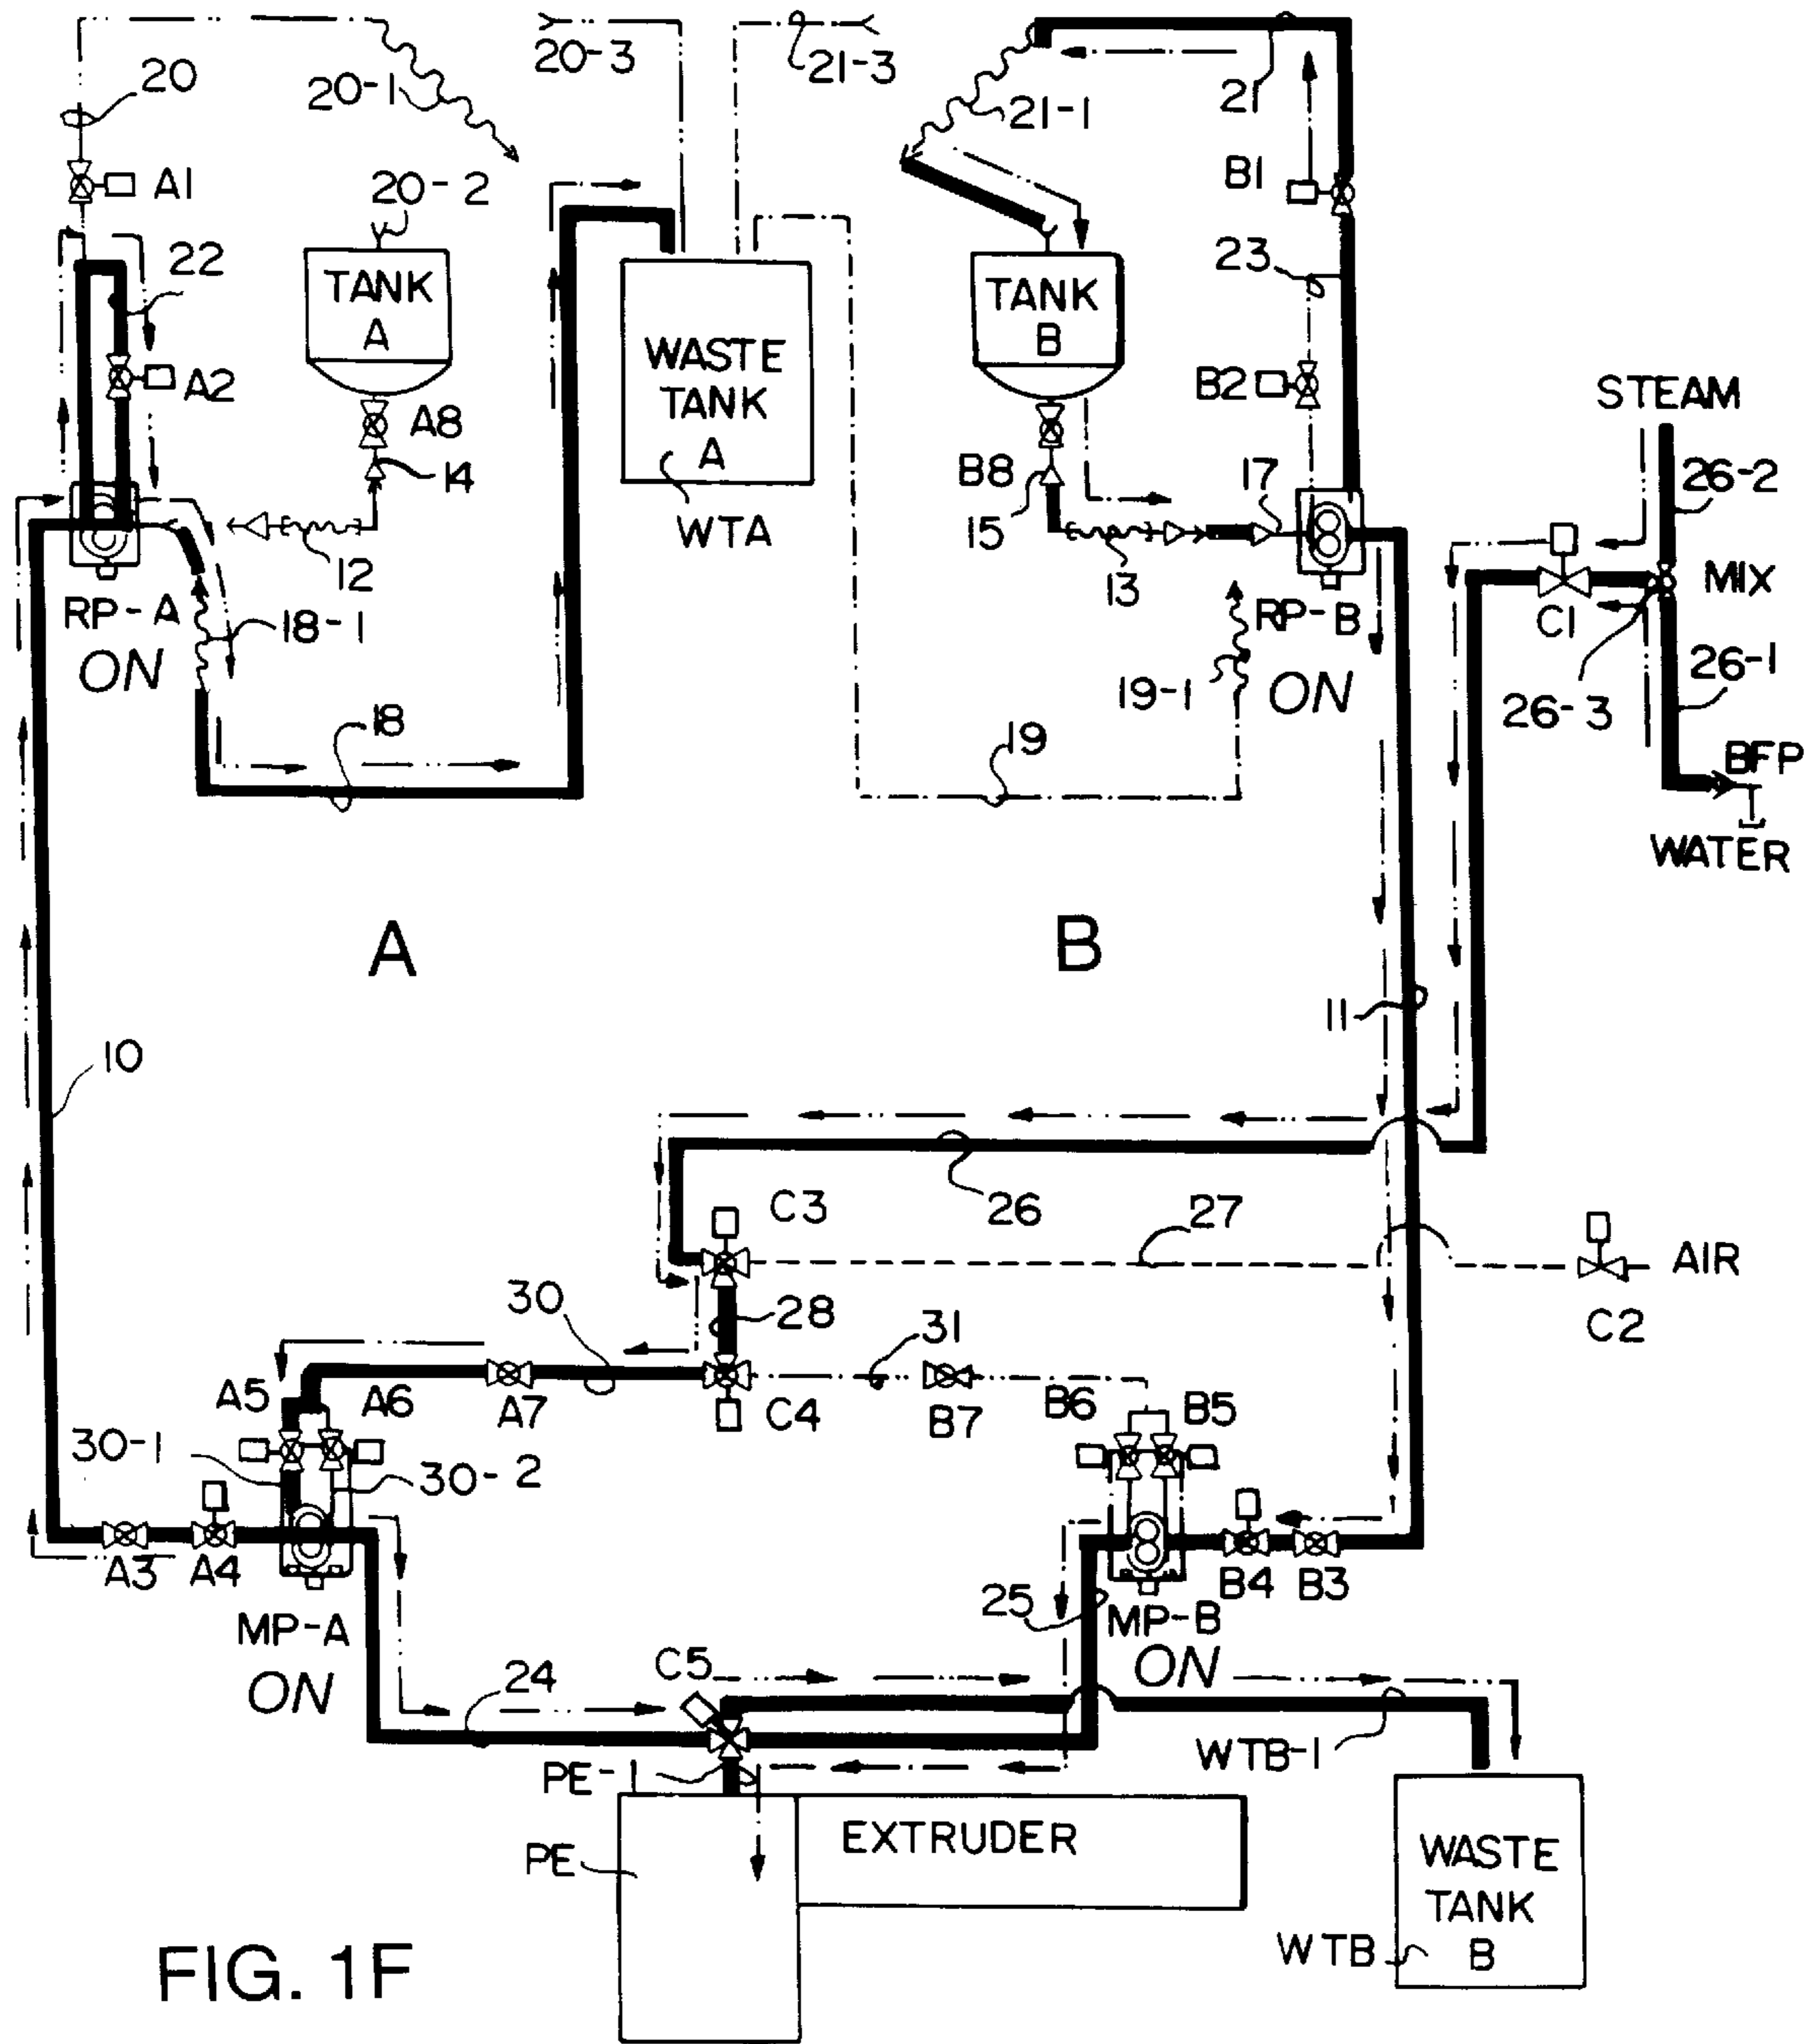 20
20-1
20-3
21-3
21-1
21
A1
20-2
B1
22
TANK
A
23
TANK
B
WASTE
TANK
A
A2
B2
STEAM
A8
14
B8
15
17
26-2
WTA
12
13
C1
MIX
RP-A
18-1
RP-B
ON
19-1
ON
26-3
26-1
18
19
BFP
WATER
A
B
11
10
26
27
C3
AIR
30
28
31
C2
A5
A6
A7
C4
B7
B6
B5
30-1
30-2
A3
A4
B4
B3
25
MP-A
MP-B
ON
C5
ON
24
PE-1
WTB-1
EXTRUDER
PE
WASTE
TANK
B
WTB
FIG. 1F